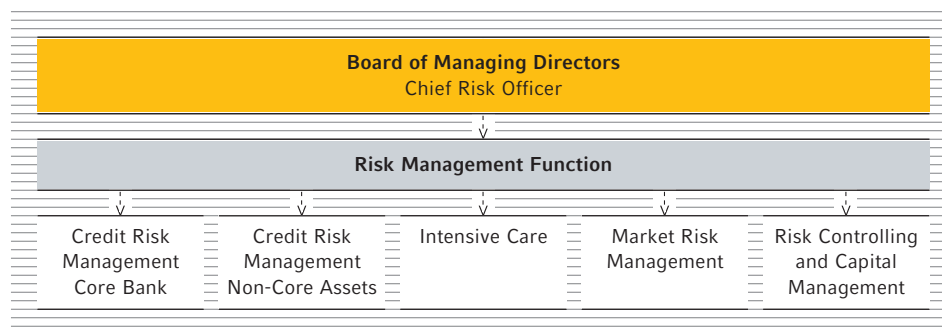 Board of Managing Directors
Chief Risk Officer
Risk Management Function
Credit Risk
Management
Core Bank
Credit Risk
Management
Non-Core Assets
Intensive Care
Market Risk
Management
Risk Controlling
and Capital
Management